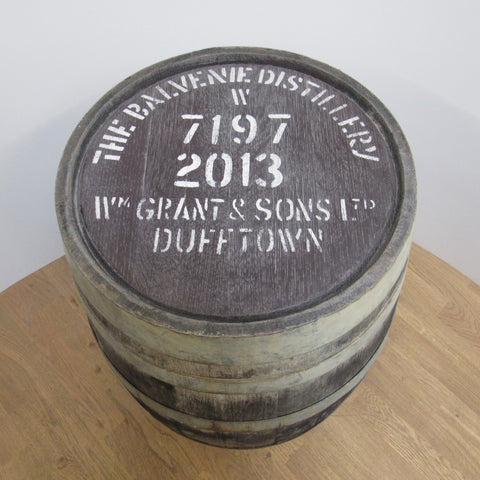 THE BALVENIE DISTILLERY
W
7197
2013
WM GRANT & SONS LTD
DUFFTOWN